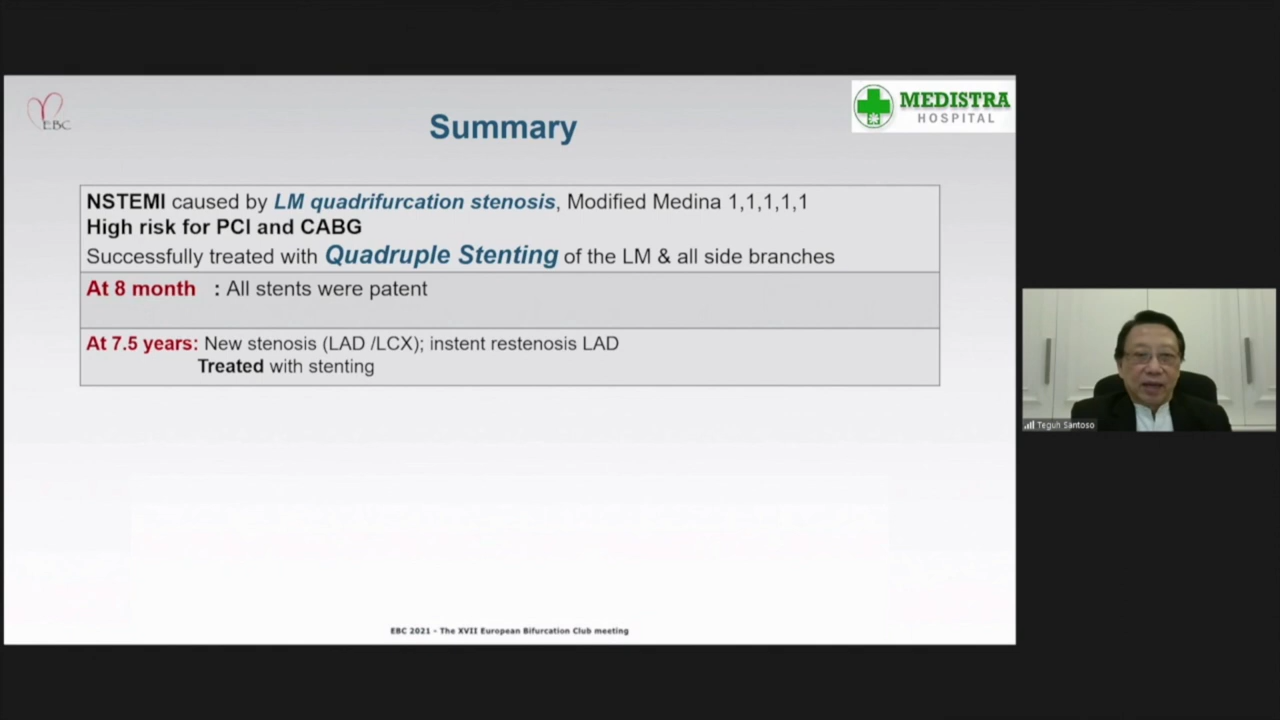 EBC
MEDISTRA
HOSPITAL
Summary
NSTEMI caused by LM quadrifurcation stenosis, Modified Medina 1,1,1,1,1
High risk for PCI and CABG
Successfully treated with Quadruple Stenting of the LM & all side branches
At 8 month : All stents were patent
At 7.5 years: New stenosis (LAD /LCX); instent restenosis LAD
Treated with stenting
Teguh Santoso
EBC 2021 - The XVII European Bifurcation Club meeting